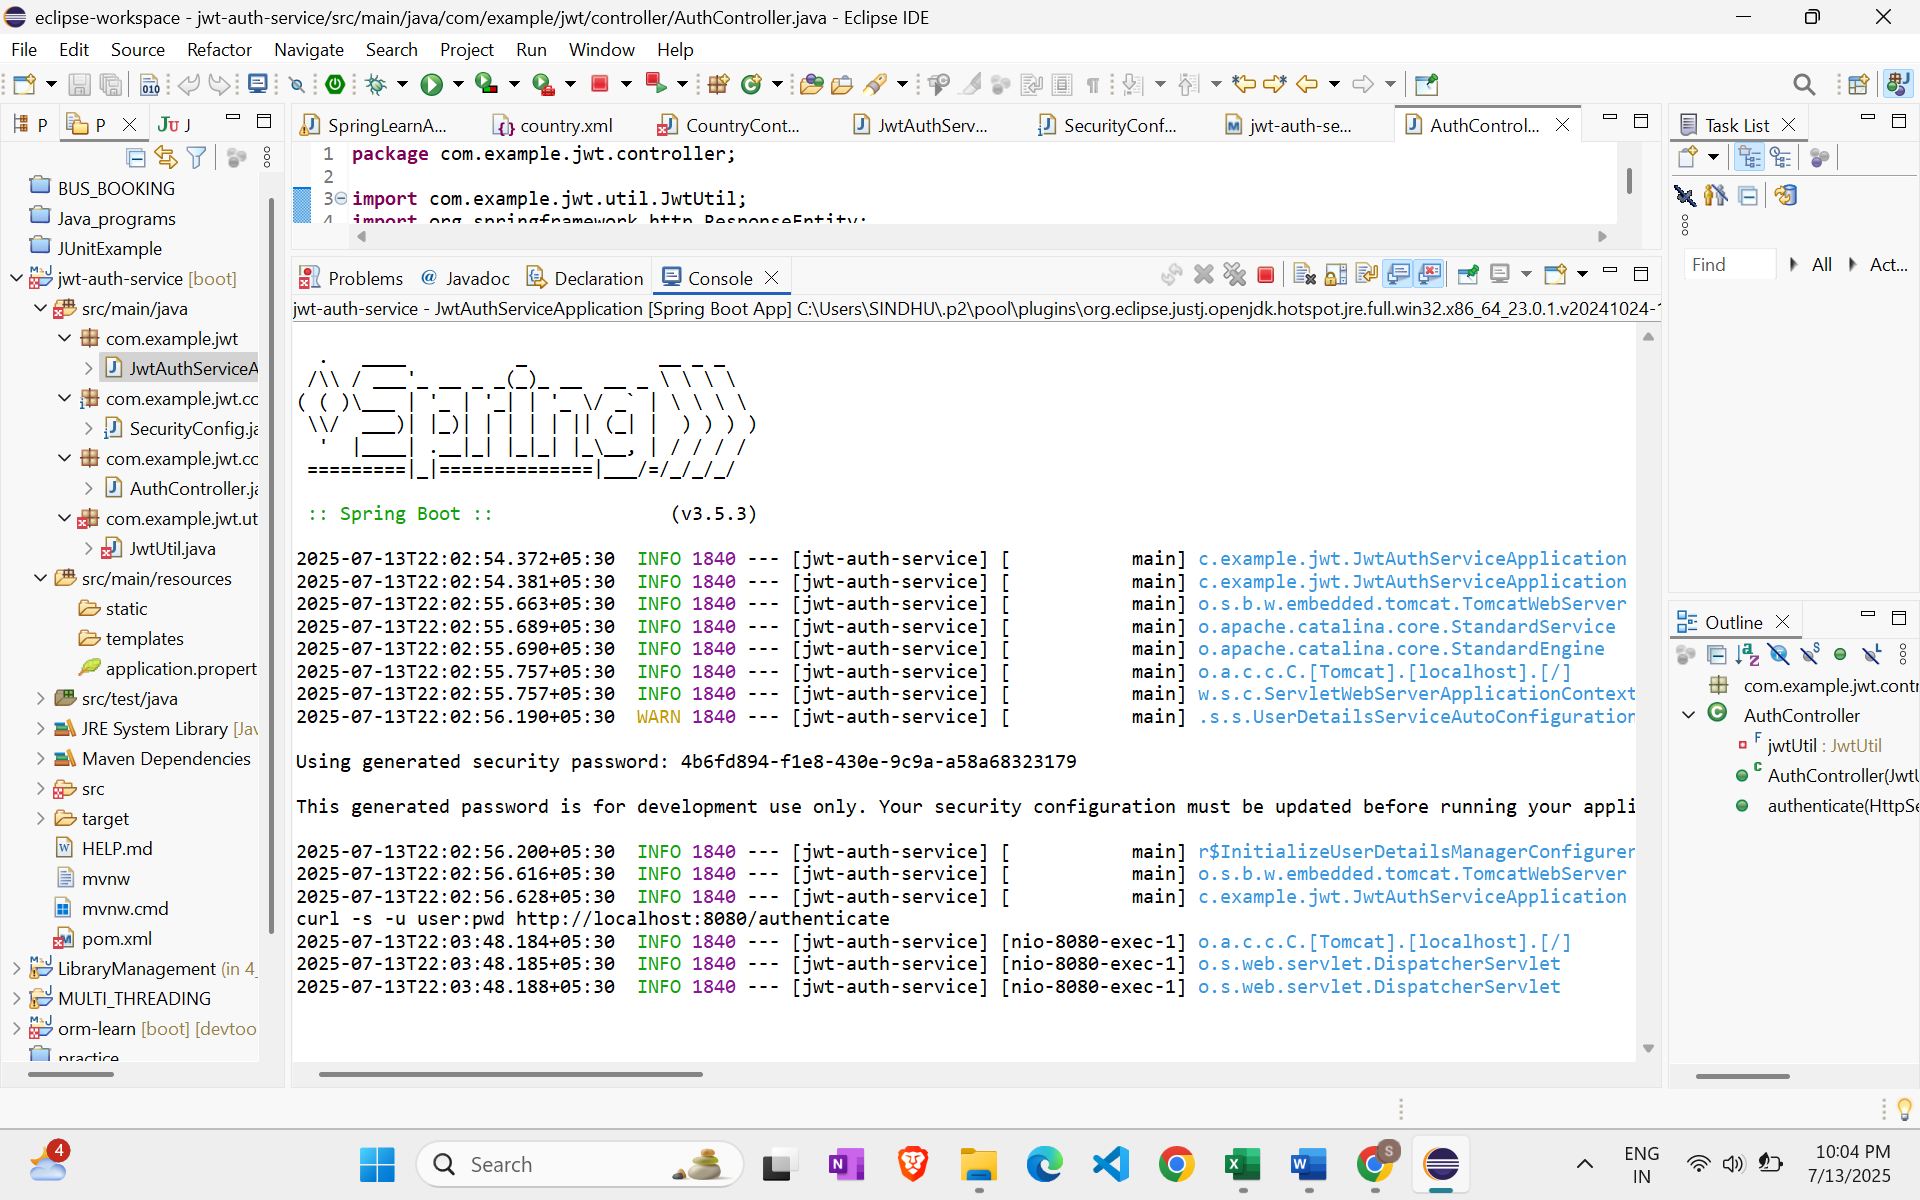 eclipse-workspace - jwt-auth-service/src/main/java/com/example/jwt/controller/AuthController.java - Eclipse IDE
File Edit Source Refactor Navigate Search Project Run Window Help
P P JU J
BUS_BOOKING
Java_programs
JUnitExample
jwt-auth-service [boot]
src/main/java
com.example.jwt
JwtAuthServiceA
com.example.jwt.cc
SecurityConfig.ja
com.example.jwt.cc
AuthController.ja
com.example.jwt.ut
JwtUtil.java
src/main/resources
static
templates
application.propert
src/test/java
JRE System Library [Jav
Maven Dependencies
src
target
HELP.md
mvnw
mvnw.cmd
pom.xml
LibraryManagement (in 4_
MULTI_THREADING
orm-learn [boot] [devtoo
practice
SpringLearnA... country.xml CountryCont... JwtAuthServ... SecurityConf... jwt-auth-se... AuthControl...
1 package com.example.jwt.controller;
2
3 import com.example.jwt.util.JwtUtil;
4 import org.springframework.http.ResponseEntity;
Problems Javadoc Declaration Console
jwt-auth-service - JwtAuthServiceApplication [Spring Boot App] C:\Users\SINDHU\.p2\pool\plugins\org.eclipse.justj.openjdk.hotspot.jre.full.win32.x86_64_23.0.1.v20241024-1
  .   ____          _            __ _ _
 /\\ / ___'_ __ _ _(_)_ __  __ _ \ \ \ \
( ( )\___ | '_ | '_| | '_ \/ _` | \ \ \ \
 \\/  ___)| |_)| | | | | || (_| |  ) ) ) )
  '  |____| .__|_| |_|_| |_\__, | / / / /
 =========|_|==============|___/=/_/_/_/
:: Spring Boot :: (v3.5.3)
2025-07-13T22:02:54.372+05:30 INFO 1840 --- [jwt-auth-service] [ main] c.example.jwt.JwtAuthServiceApplication
2025-07-13T22:02:54.381+05:30 INFO 1840 --- [jwt-auth-service] [ main] c.example.jwt.JwtAuthServiceApplication
2025-07-13T22:02:55.663+05:30 INFO 1840 --- [jwt-auth-service] [ main] o.s.b.w.embedded.tomcat.TomcatWebServer
2025-07-13T22:02:55.689+05:30 INFO 1840 --- [jwt-auth-service] [ main] o.apache.catalina.core.StandardService
2025-07-13T22:02:55.690+05:30 INFO 1840 --- [jwt-auth-service] [ main] o.apache.catalina.core.StandardEngine
2025-07-13T22:02:55.757+05:30 INFO 1840 --- [jwt-auth-service] [ main] o.a.c.c.C.[Tomcat].[localhost].[/]
2025-07-13T22:02:55.757+05:30 INFO 1840 --- [jwt-auth-service] [ main] w.s.c.ServletWebServerApplicationContext
2025-07-13T22:02:56.190+05:30 WARN 1840 --- [jwt-auth-service] [ main] .s.s.UserDetailsServiceAutoConfiguration
Using generated security password: 4b6fd894-f1e8-430e-9c9a-a58a68323179
This generated password is for development use only. Your security configuration must be updated before running your appli
2025-07-13T22:02:56.200+05:30 INFO 1840 --- [jwt-auth-service] [ main] r$InitializeUserDetailsManagerConfigurer
2025-07-13T22:02:56.616+05:30 INFO 1840 --- [jwt-auth-service] [ main] o.s.b.w.embedded.tomcat.TomcatWebServer
2025-07-13T22:02:56.628+05:30 INFO 1840 --- [jwt-auth-service] [ main] c.example.jwt.JwtAuthServiceApplication
curl -s -u user:pwd http://localhost:8080/authenticate
2025-07-13T22:03:48.184+05:30 INFO 1840 --- [jwt-auth-service] [nio-8080-exec-1] o.a.c.c.C.[Tomcat].[localhost].[/]
2025-07-13T22:03:48.185+05:30 INFO 1840 --- [jwt-auth-service] [nio-8080-exec-1] o.s.web.servlet.DispatcherServlet
2025-07-13T22:03:48.188+05:30 INFO 1840 --- [jwt-auth-service] [nio-8080-exec-1] o.s.web.servlet.DispatcherServlet
Task List
Find All Act...
Outline
com.example.jwt.contr
AuthController
jwtUtil : JwtUtil
AuthController(JwtU
authenticate(HttpSe
4
Search
ENG
IN
10:04 PM
7/13/2025